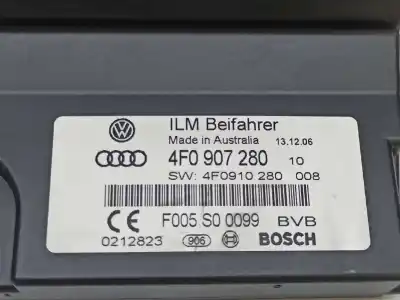 ILM Beifahrer
Made in Australia 13.12.06
4F0 907 280 10
SW: 4F0910 280 008
F005 S0 0099 BVB
0212823 906 BOSCH